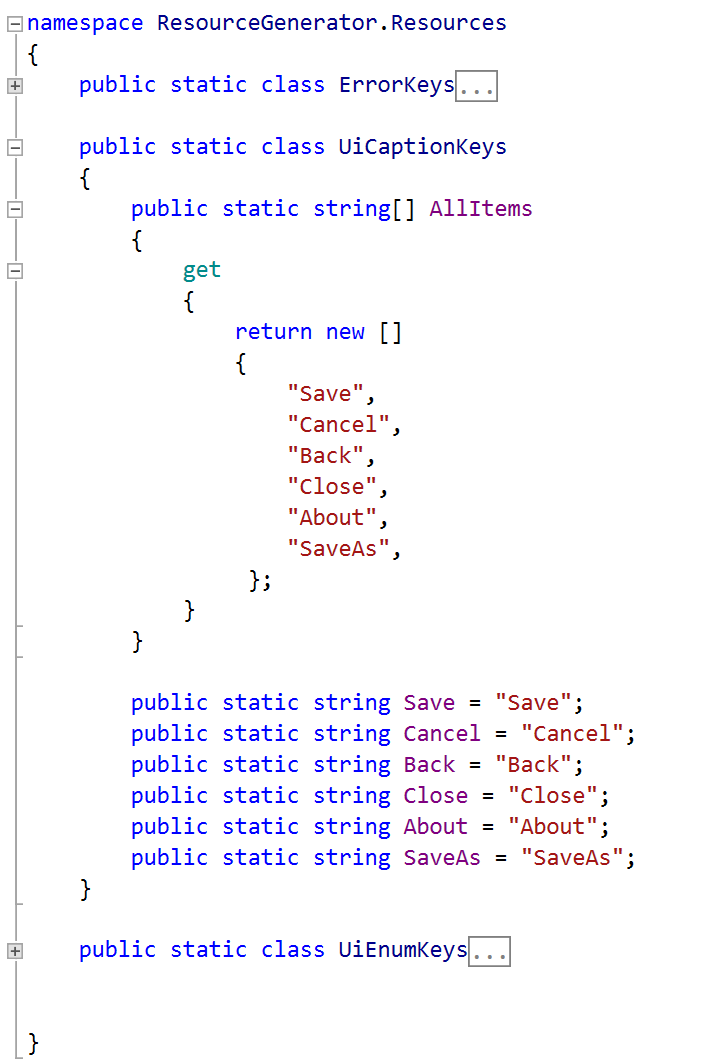 namespace ResourceGenerator.Resources
{
    public static class ErrorKeys...

    public static class UiCaptionKeys
    {
        public static string[] AllItems
        {
            get
            {
                return new []
                {
                    "Save",
                    "Cancel",
                    "Back",
                    "Close",
                    "About",
                    "SaveAs",
                 };
            }
        }

        public static string Save = "Save";
        public static string Cancel = "Cancel";
        public static string Back = "Back";
        public static string Close = "Close";
        public static string About = "About";
        public static string SaveAs = "SaveAs";
    }

    public static class UiEnumKeys...


}